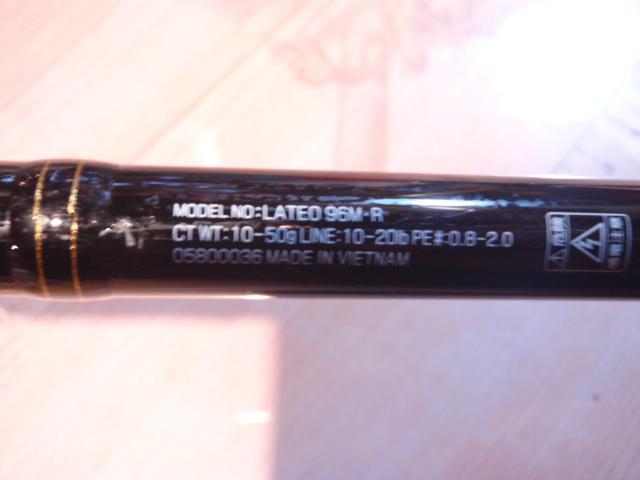 MODEL NO:LATEO 96M·R
CT WT:10-50g LINE:10-20lb PE#:0.8-2.0
05800036 MADE IN VIETNAM